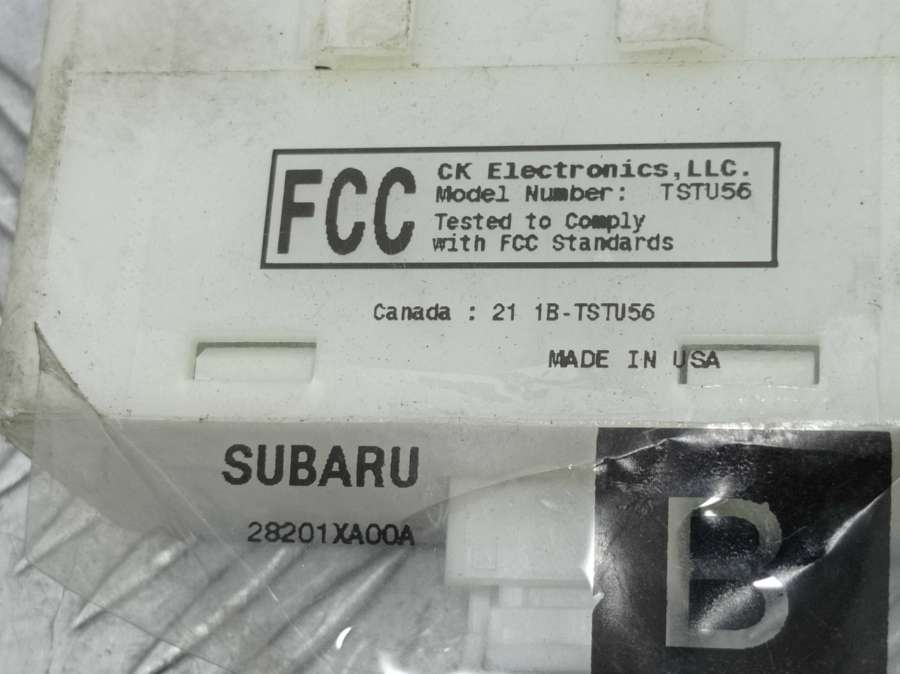 FCC
CK Electronics,LLC.
Model Number: TSTU56
Tested to Comply
with FCC Standards
Canada : 21 1B-TSTU56
MADE IN USA
SUBARU
28201XA00A
B